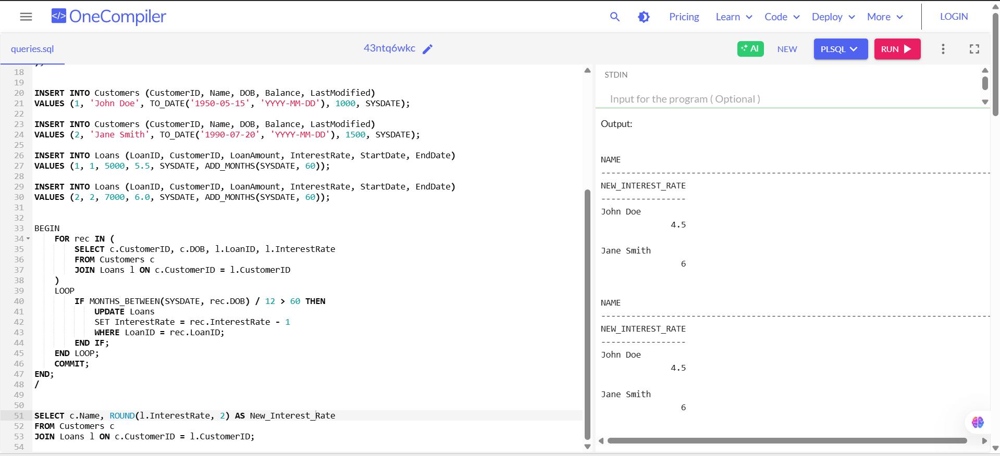 </> OneCompiler
Pricing
Learn
Code
Deploy
More
LOGIN
queries.sql
43ntq6wkc
AI
NEW
PLSQL
RUN
18
19
20 INSERT INTO Customers (CustomerID, Name, DOB, Balance, LastModified)
21 VALUES (1, 'John Doe', TO_DATE('1950-05-15', 'YYYY-MM-DD'), 1000, SYSDATE);
22
23 INSERT INTO Customers (CustomerID, Name, DOB, Balance, LastModified)
24 VALUES (2, 'Jane Smith', TO_DATE('1990-07-20', 'YYYY-MM-DD'), 1500, SYSDATE);
25
26 INSERT INTO Loans (LoanID, CustomerID, LoanAmount, InterestRate, StartDate, EndDate)
27 VALUES (1, 1, 5000, 5.5, SYSDATE, ADD_MONTHS(SYSDATE, 60));
28
29 INSERT INTO Loans (LoanID, CustomerID, LoanAmount, InterestRate, StartDate, EndDate)
30 VALUES (2, 2, 7000, 6.0, SYSDATE, ADD_MONTHS(SYSDATE, 60));
31
32
33 BEGIN
34 FOR rec IN (
35 SELECT c.CustomerID, c.DOB, l.LoanID, l.InterestRate
36 FROM Customers c
37 JOIN Loans l ON c.CustomerID = l.CustomerID
38 )
39 LOOP
40 IF MONTHS_BETWEEN(SYSDATE, rec.DOB) / 12 > 60 THEN
41 UPDATE Loans
42 SET InterestRate = rec.InterestRate - 1
43 WHERE LoanID = rec.LoanID;
44 END IF;
45 END LOOP;
46 COMMIT;
47 END;
48 /
49
50
51 SELECT c.Name, ROUND(l.InterestRate, 2) AS New_Interest_Rate
52 FROM Customers c
53 JOIN Loans l ON c.CustomerID = l.CustomerID;
54
STDIN
Input for the program ( Optional )
Output:
NAME
--------------------------------------------------------------------------------
NEW_INTEREST_RATE
-----------------
John Doe
4.5
Jane Smith
6
NAME
--------------------------------------------------------------------------------
NEW_INTEREST_RATE
-----------------
John Doe
4.5
Jane Smith
6